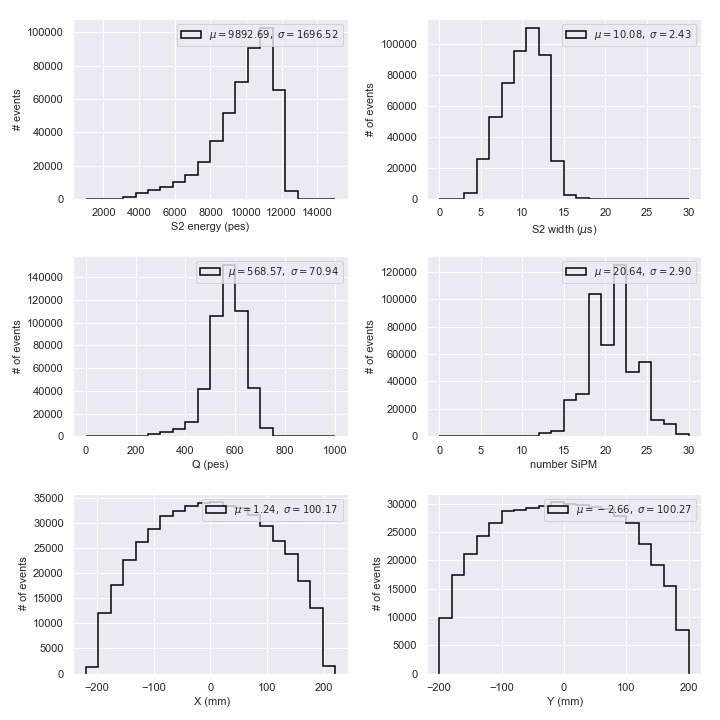 μ = 9892.69, σ = 1696.52
100000
80000
60000
40000
20000
0
# events
2000 4000 6000 8000 10000 12000 14000
S2 energy (pes)
μ = 10.08, σ = 2.43
100000
80000
60000
40000
20000
0
# of events
0 5 10 15 20 25 30
S2 width (μs)
μ = 568.57, σ = 70.94
140000
120000
100000
80000
60000
40000
20000
0
# of events
0 200 400 600 800 1000
Q (pes)
μ = 20.64, σ = 2.90
120000
100000
80000
60000
40000
20000
0
# of events
0 5 10 15 20 25 30
number SiPM
μ = 1.24, σ = 100.17
35000
30000
25000
20000
15000
10000
5000
0
# of events
−200 −100 0 100 200
X (mm)
μ = −2.66, σ = 100.27
30000
25000
20000
15000
10000
5000
0
# of events
−200 −100 0 100 200
Y (mm)